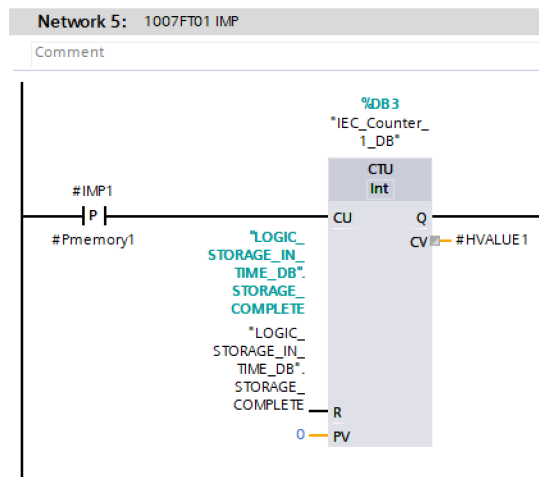 Network 5: 1007FT01 IMP
Comment
%DB3
"IEC_Counter_
1_DB"
CTU
Int
#IMP1
P
#Pmemory1
CU
Q
CV
#HVALUE1
"LOGIC_
STORAGE_IN_
TIME_DB".
STORAGE_
COMPLETE
"LOGIC_
STORAGE_IN_
TIME_DB".
STORAGE_
COMPLETE
R
0
PV